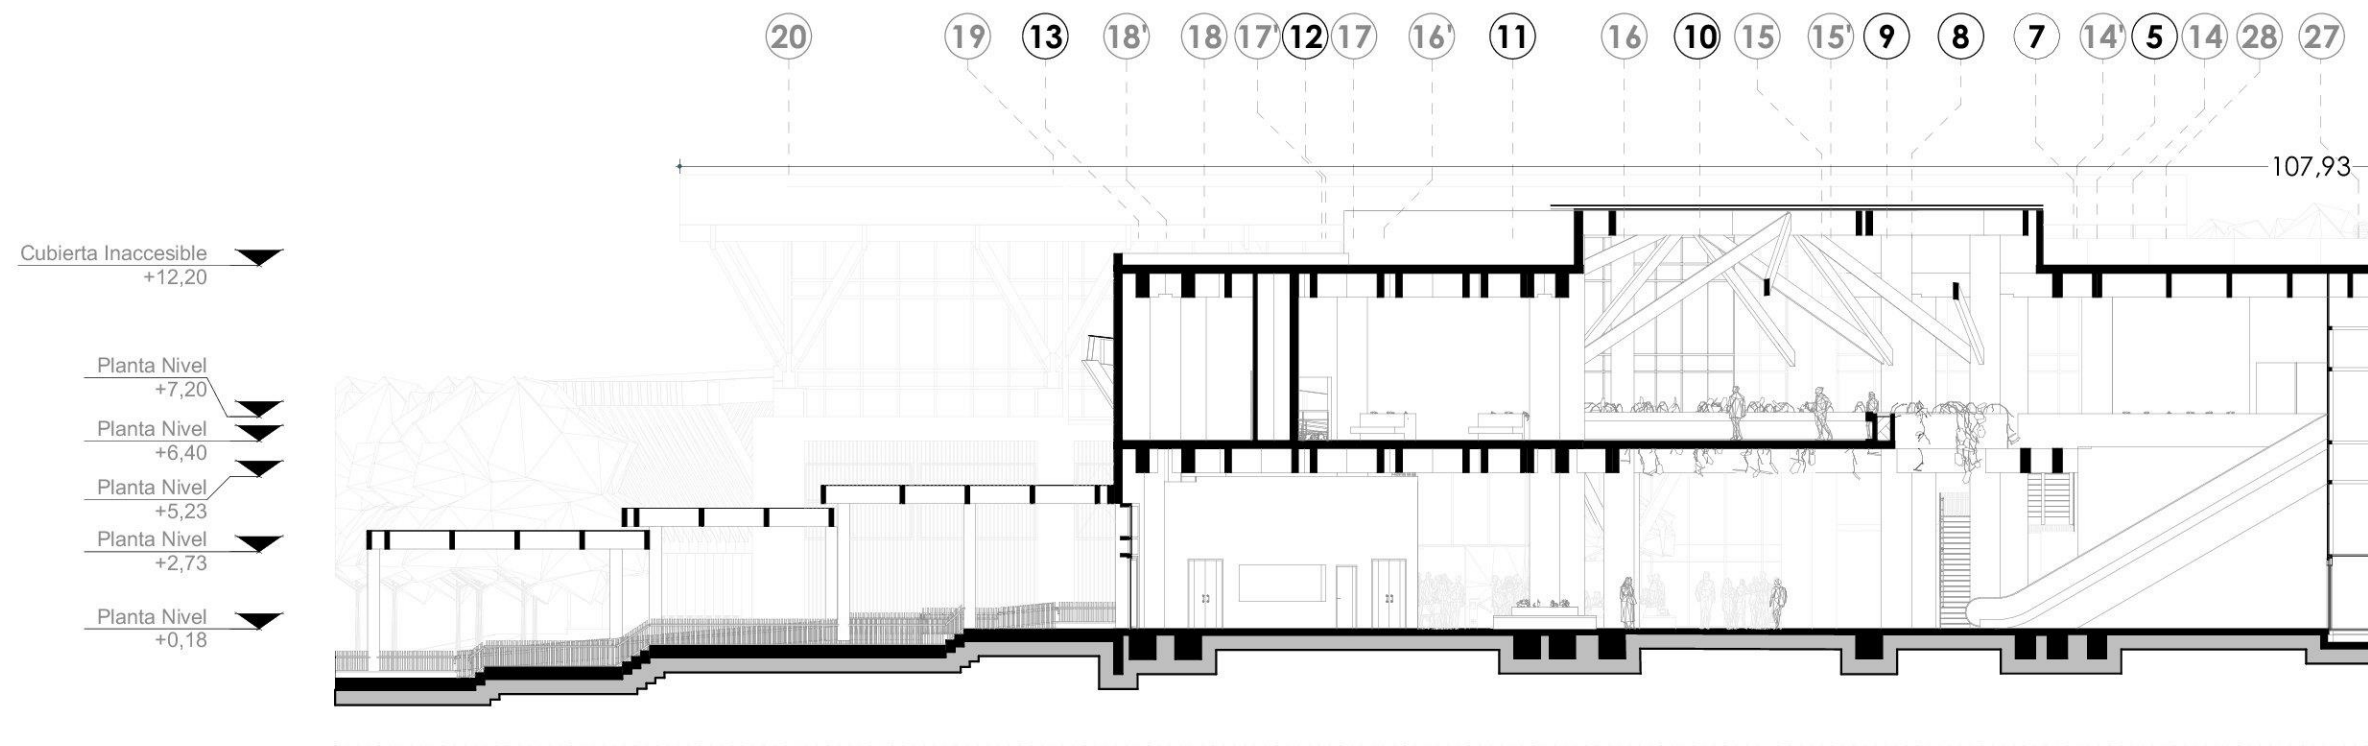 20 19 13 18' 18 17' 12 17 16' 11 16 10 15 15' 9 8 7 14' 5 14 28 27
107,93
Cubierta Inaccesible
+12,20
Planta Nivel
+7,20
Planta Nivel
+6,40
Planta Nivel
+5,23
Planta Nivel
+2,73
Planta Nivel
+0,18